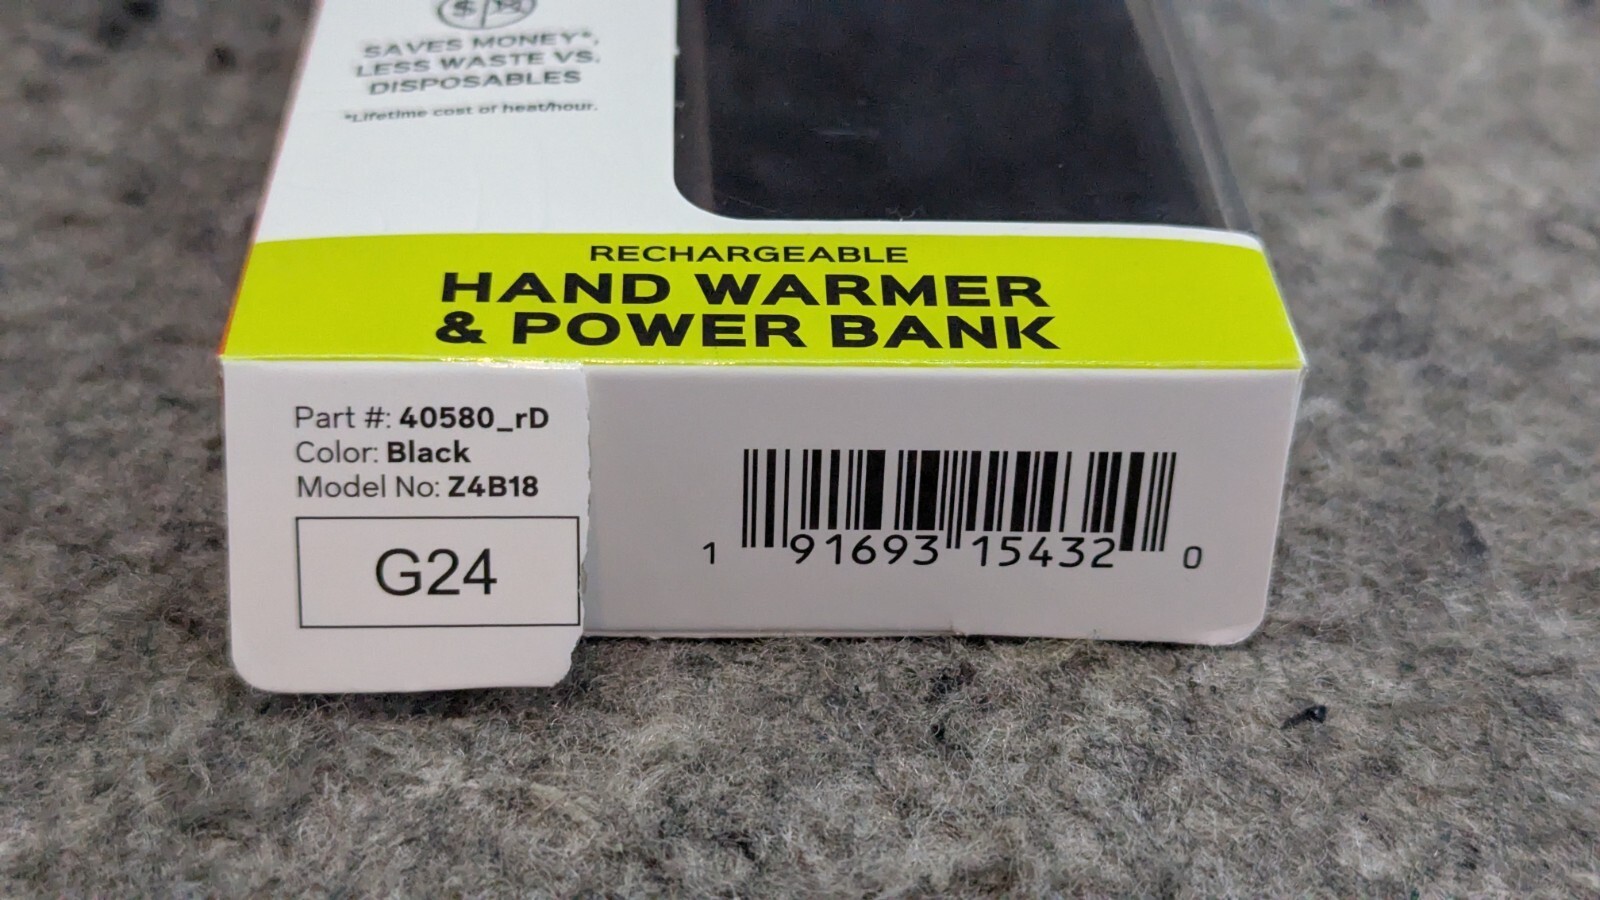 SAVES MONEY*,
LESS WASTE VS.
DISPOSABLES
*Lifetime cost of heat/hour.
RECHARGEABLE
HAND WARMER
& POWER BANK
Part #: 40580_rD
Color: Black
Model No: Z4B18
G24
1 91693 15432 0